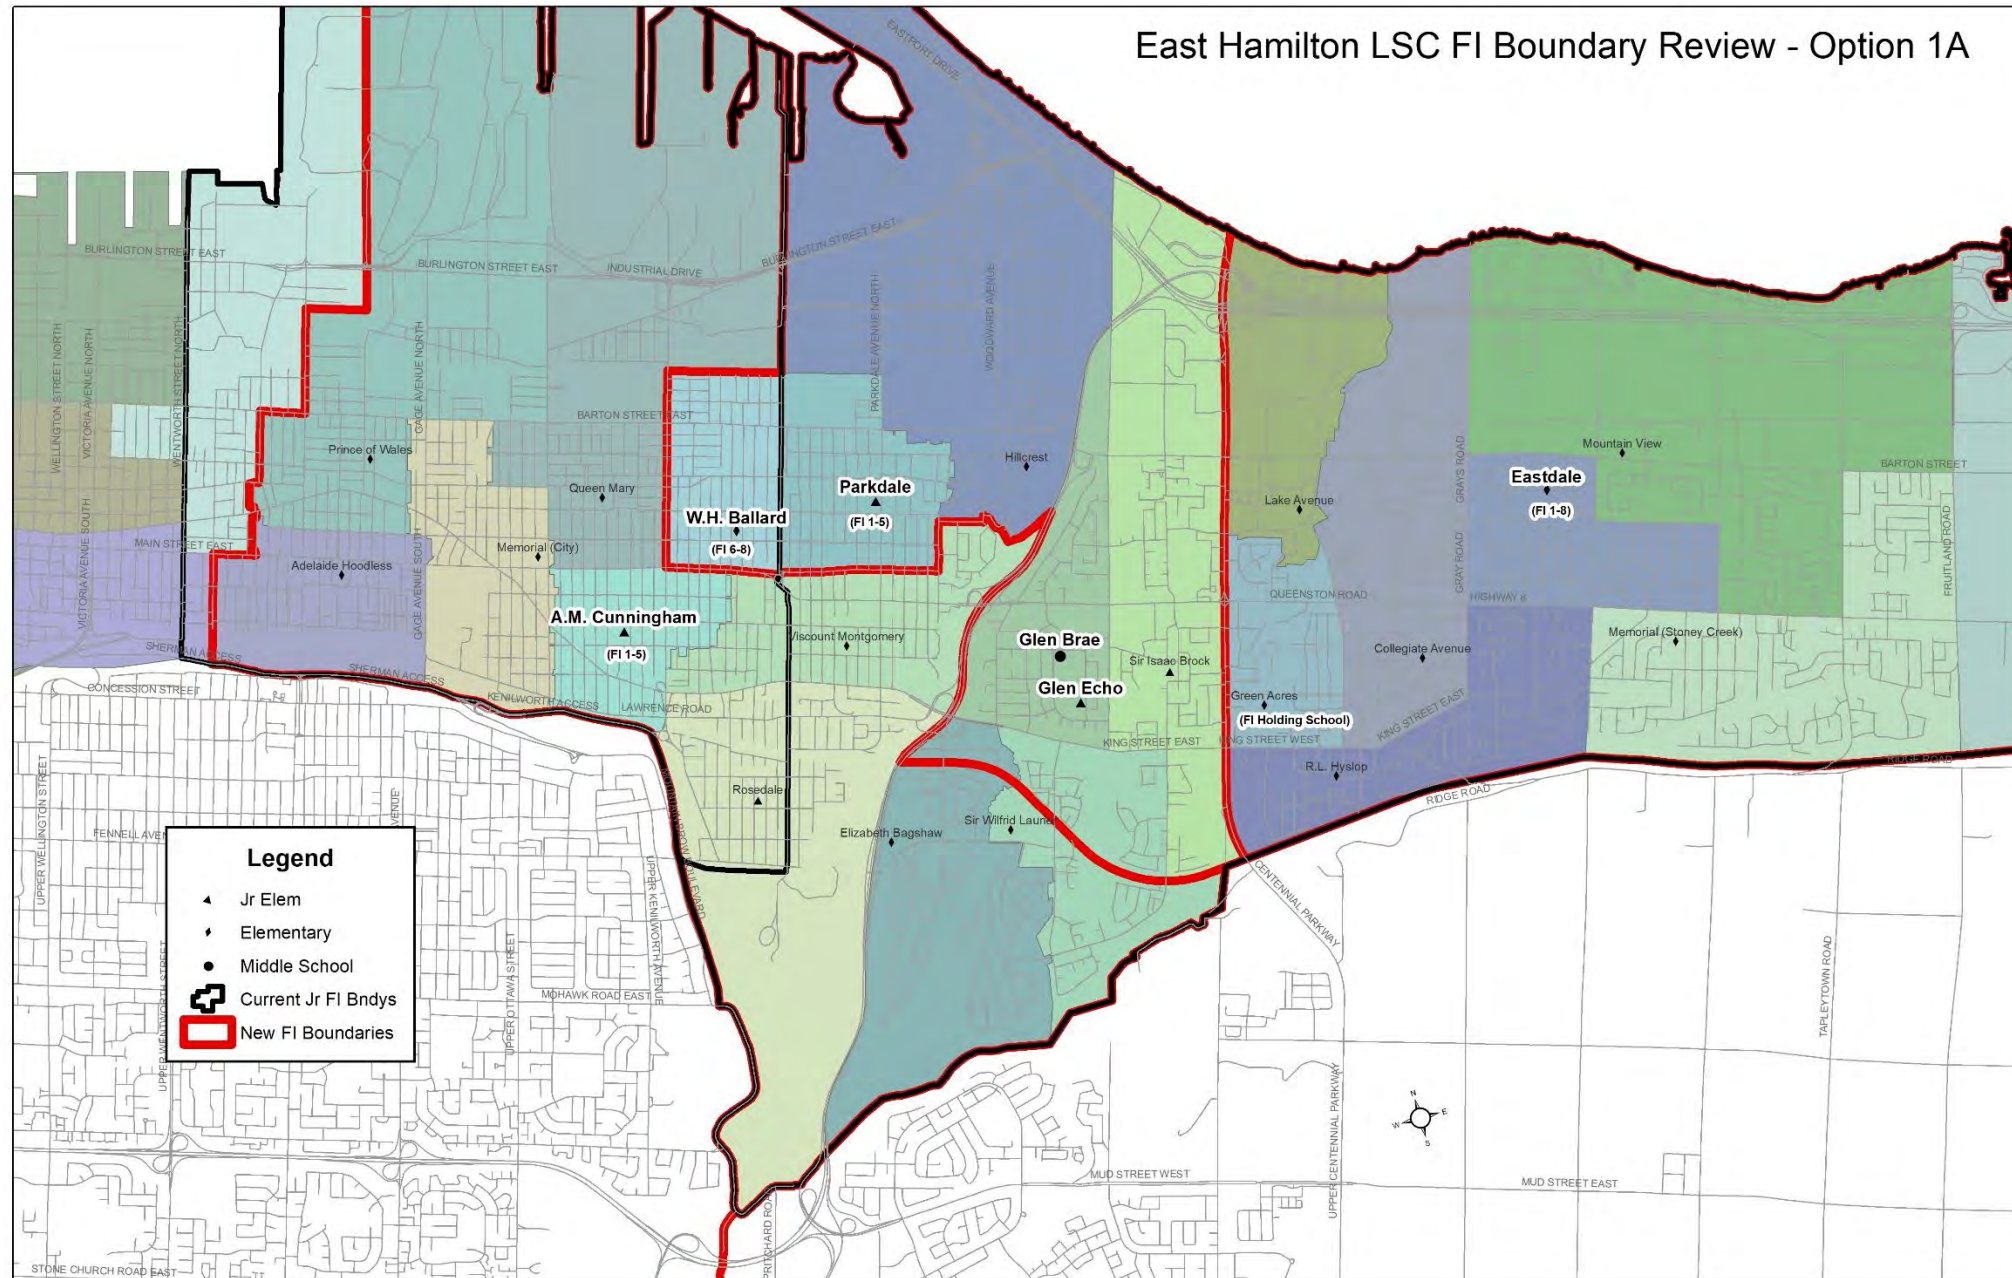 East Hamilton LSC FI Boundary Review - Option 1A
EASTPORT DRIVE
BURLINGTON STREET EAST
BURLINGTON STREET EAST
INDUSTRIAL DRIVE
BURLINGTON STREET EAST
WELLINGTON STREET NORTH
VICTORIA AVENUE NORTH
WENTWORTH STREET NORTH
GAGE AVENUE NORTH
PARKDALE AVENUE NORTH
WOODWARD AVENUE
BARTON STREET EAST
Prince of Wales
Queen Mary
W.H. Ballard
(FI 6-8)
Parkdale
(FI 1-5)
Hillcrest
Lake Avenue
GRAYS ROAD
Eastdale
(FI 1-8)
Mountain View
BARTON STREET
FRUITLAND ROAD
MAIN STREET EAST
Adelaide Hoodless
Memorial (City)
VICTORIA AVENUE SOUTH
GAGE AVENUE SOUTH
A.M. Cunningham
(FI 1-5)
Viscount Montgomery
Glen Brae
Sir Isaac Brock
Glen Echo
QUEENSTON ROAD
GRAY ROAD
HIGHWAY 8
Collegiate Avenue
Memorial (Stoney Creek)
Green Acres
(FI Holding School)
KING STREET EAST
KING STREET WEST
KING STREET EAST
R.L. Hyslop
RIDGE ROAD
RIDGE ROAD
SHERMAN ACCESS
SHERMAN ACCESS
CONCESSION STREET
KENILWORTH ACCESS
LAWRENCE ROAD
Rosedale
Elizabeth Bagshaw
Sir Wilfrid Laurier
MOUNTAIN BROW BOULEVARD
UPPER KENILWORTH AVENUE
UPPER WELLINGTON STREET
FENNELL AVEN
AVENUE
UPPER WENTWORTH STREET
UPPER OTTAWA STREET
MOHAWK ROAD EAST
CENTENNIAL PARKWAY
UPPER CENTENNIAL PARKWAY
TAPLEYTOWN ROAD
MUD STREET WEST
MUD STREET EAST
PRITCHARD ROA
STONE CHURCH ROAD EAST
Legend
Jr Elem
Elementary
Middle School
Current Jr FI Bndys
New FI Boundaries
N
E
W
S